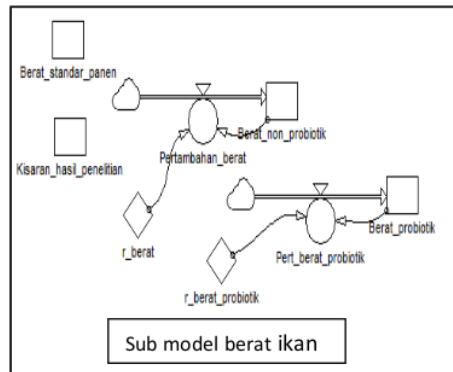 Berat_standar_panen
Berat_non_probiotik
Pertambahan_berat
Kisaran_hasil_penelitian
Berat_probiotik
r_berat
Pert_berat_probiotik
r_berat_probiotik
Sub model berat ikan